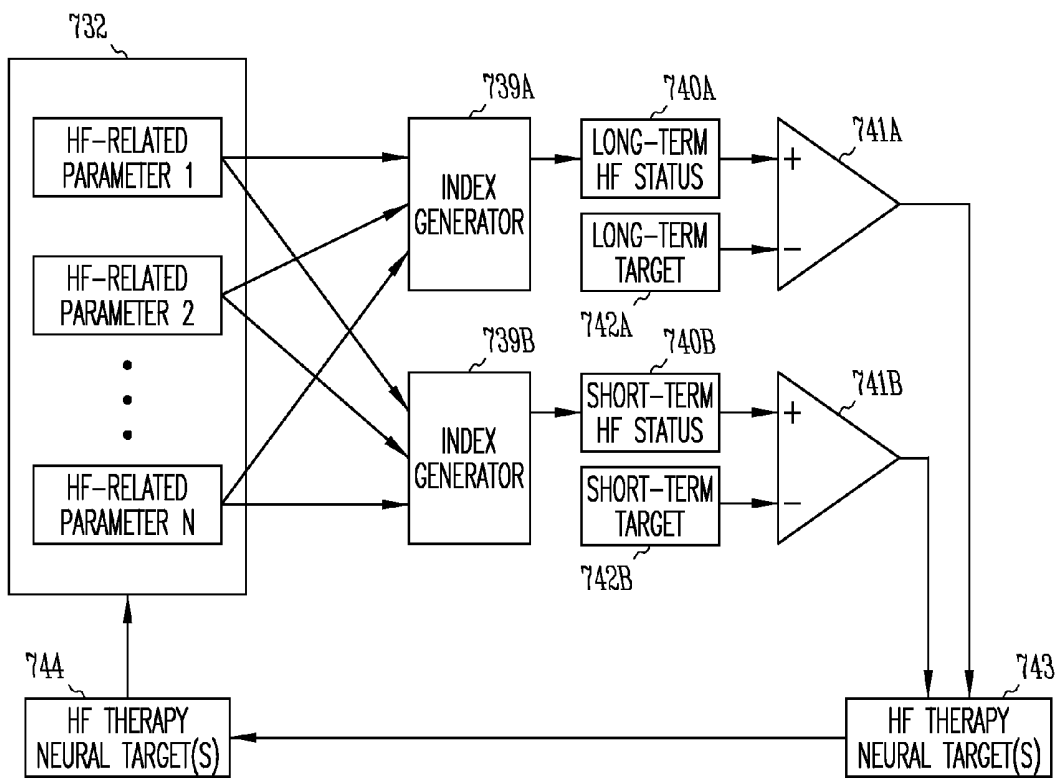 732
HF-RELATED
PARAMETER 1
HF-RELATED
PARAMETER 2
HF-RELATED
PARAMETER N
739A
INDEX
GENERATOR
739B
INDEX
GENERATOR
740A
LONG-TERM
HF STATUS
LONG-TERM
TARGET
742A
740B
SHORT-TERM
HF STATUS
SHORT-TERM
TARGET
742B
741A
+
−
741B
+
−
744
HF THERAPY
NEURAL TARGET(S)
743
HF THERAPY
NEURAL TARGET(S)